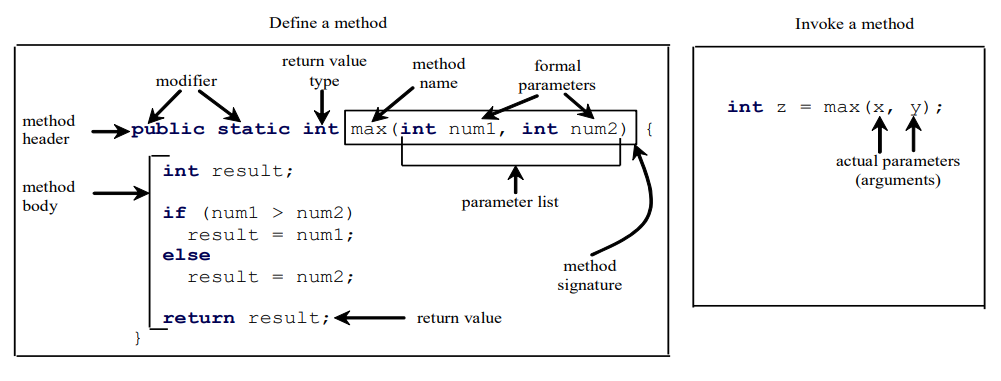 Define a method
Invoke a method
return value
type
method
name
formal
parameters
modifier
method
header
public static int max(int num1, int num2) {
int z = max(x, y);
actual parameters
(arguments)
method
body
int result;
parameter list
if (num1 > num2)
result = num1;
else
result = num2;
method
signature
return result;
return value
}